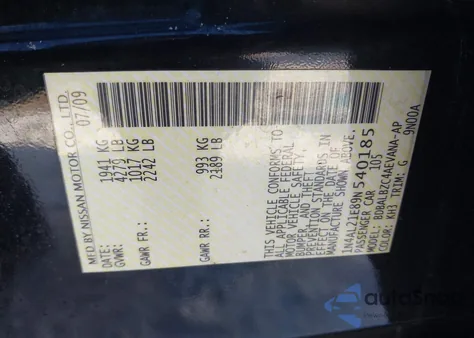 MFD BY NISSAN MOTOR CO., LTD.
07/09
GVWR: 1941 KG
4279 LB
GAWR FR.: 1017 KG
2242 LB
GAWR RR.: 993 KG
2189 LB
THIS VEHICLE CONFORMS TO
ALL APPLICABLE FEDERAL
MOTOR VEHICLE SAFETY,
BUMPER, AND THEFT
PREVENTION STANDARDS IN
EFFECT ON THE DATE OF
MANUFACTURE SHOWN ABOVE.
1N4AL21E89N540185
PASSENGER CAR 105
MODEL: BDBALBZC4AEVANA-AP
COLOR: KH3 TRIM: G 9N00A